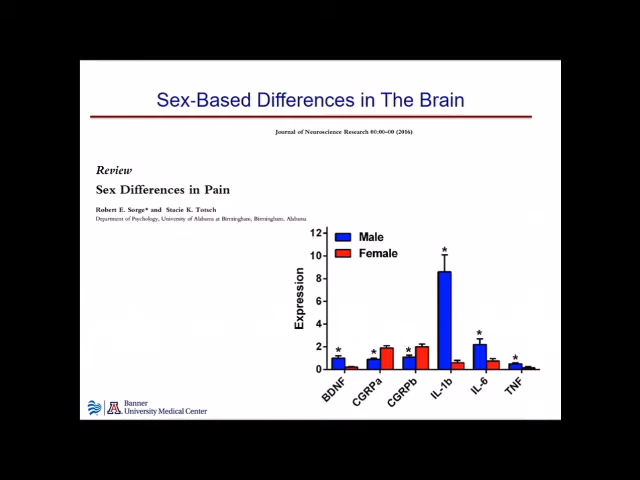 Sex-Based Differences in The Brain
Journal of Neuroscience Research 00:00–00 (2016)
Review
Sex Differences in Pain
Robert E. Sorge* and Stacie K. Totsch
Department of Psychology, University of Alabama at Birmingham, Birmingham, Alabama
Male
Female
Expression
12
10
8
6
4
2
0
* * * * * *
BDNF
CGRPa
CGRPb
IL-1b
IL-6
TNF
A
Banner
University Medical Center